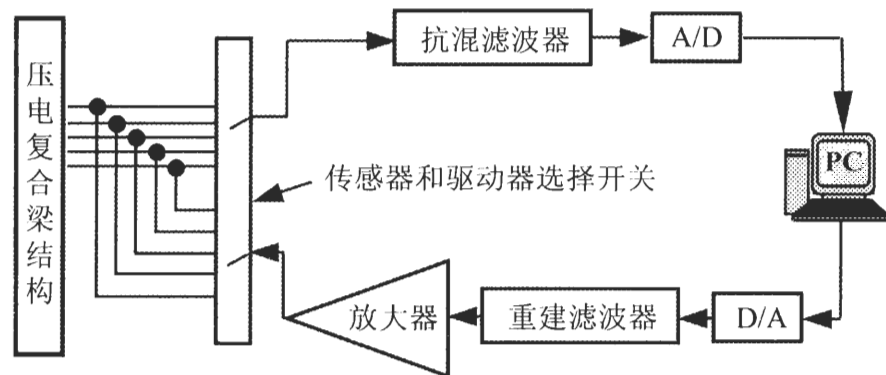 压电复合梁结构
抗混滤波器
A/D
PC
传感器和驱动器选择开关
放大器
重建滤波器
D/A